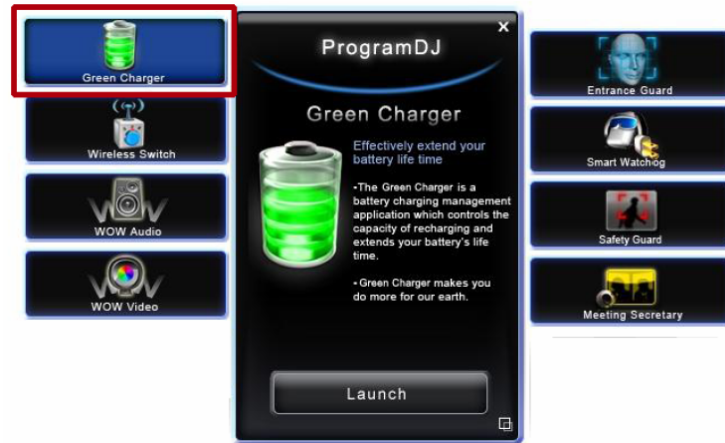 Green Charger
Wireless Switch
WOW Audio
WOW Video
×
ProgramDJ
Green Charger
Effectively extend your
battery life time
•The Green Charger is a
battery charging management
application which controls the
capacity of recharging and
extends your battery's life
time.
• Green Charger makes you
do more for our earth.
Launch
Entrance Guard
Smart Watchog
Safety Guard
Meeting Secretary